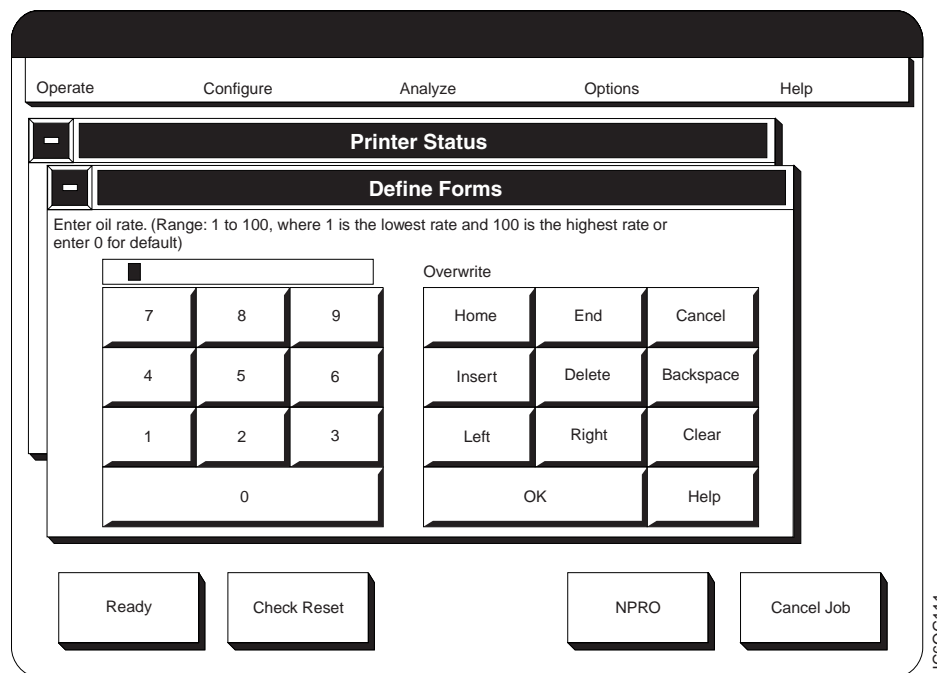 Operate Configure Analyze Options Help
Printer Status
Define Forms
Enter oil rate. (Range: 1 to 100, where 1 is the lowest rate and 100 is the highest rate or
enter 0 for default)
Overwrite
7 8 9 Home End Cancel
4 5 6 Insert Delete Backspace
1 2 3 Left Right Clear
0 OK Help
Ready Check Reset NPRO Cancel Job